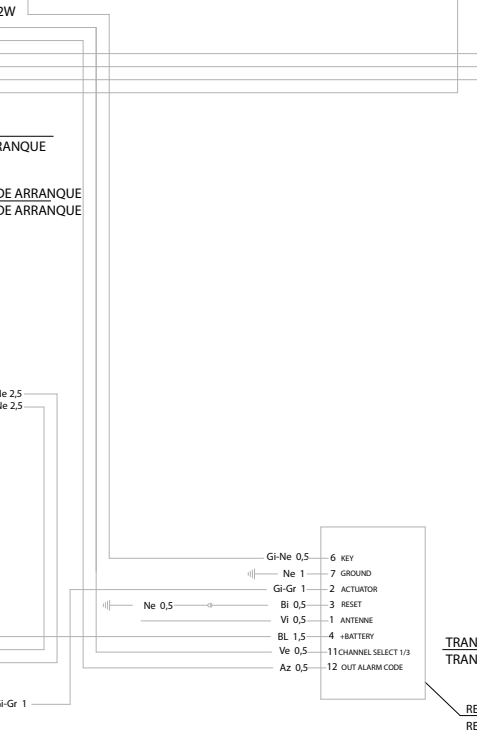 2W
RANQUE
DE ARRANQUE
DE ARRANQUE
Ne 2,5
Ne 2,5
Gi-Ne 0,5 6 KEY
Ne 1 7 GROUND
Gi-Gr 1 2 ACTUATOR
Ne 0,5 Bi 0,5 3 RESET
Vi 0,5 1 ANTENNE
BL 1,5 4 +BATTERY
Ve 0,5 11 CHANNEL SELECT 1/3
Az 0,5 12 OUT ALARM CODE
TRAN
TRAN
i-Gr 1
RE
RE